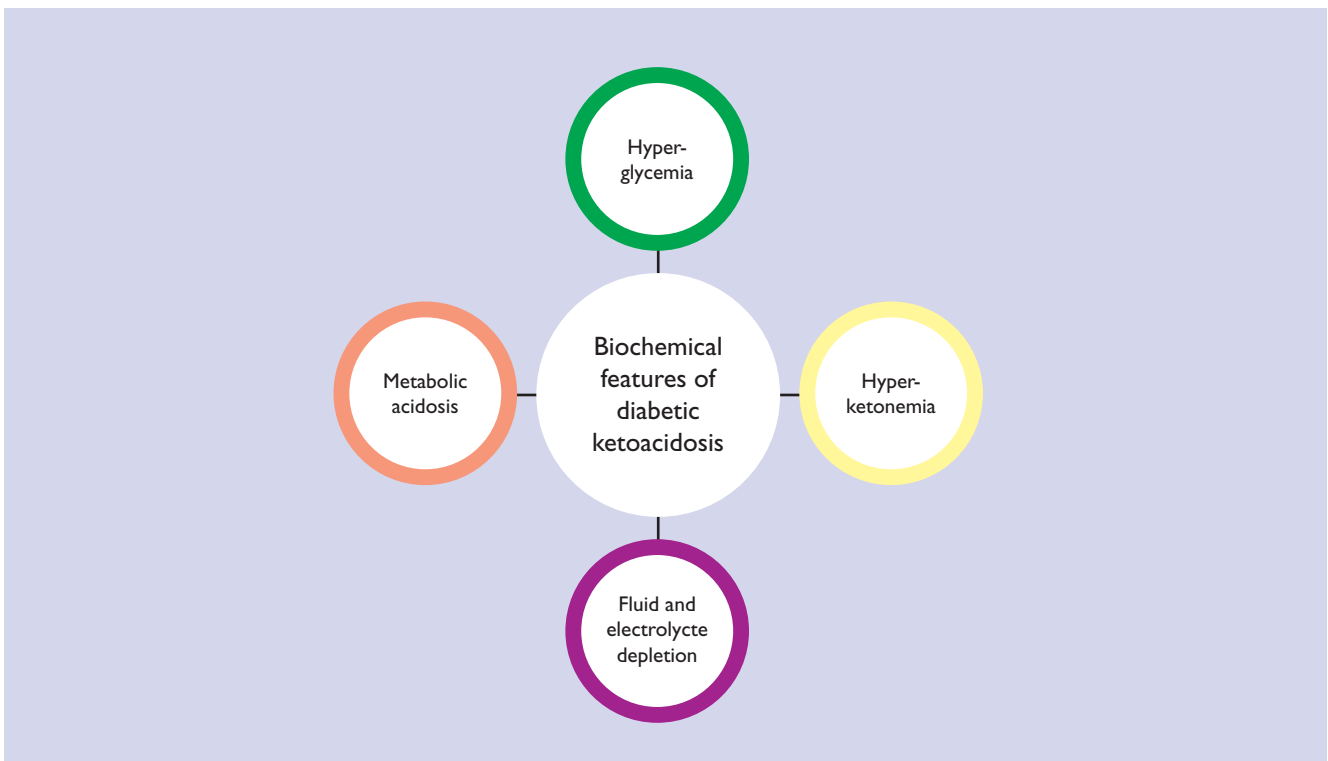 Hyper-
glycemia
Metabolic
acidosis
Biochemical
features of
diabetic
ketoacidosis
Hyper-
ketonemia
Fluid and
electrolycte
depletion